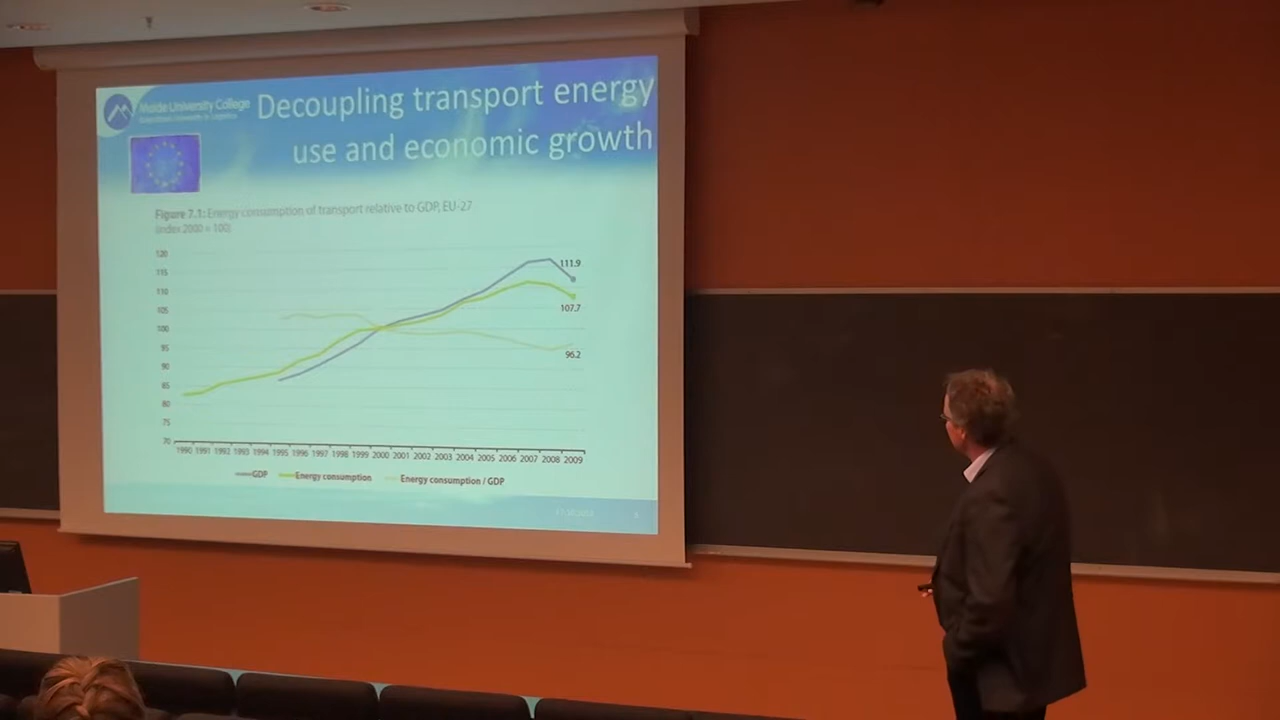 Molde University College
Decoupling transport energy
use and economic growth
Figure 7.1: Energy consumption of transport relative to GDP, EU-27
(index 2000 = 100)
120
115
110
105
100
95
90
85
80
75
70
111.9
107.7
96.2
1990 1991 1992 1993 1994 1995 1996 1997 1998 1999 2000 2001 2002 2003 2004 2005 2006 2007 2008 2009
GDP Energy consumption Energy consumption / GDP